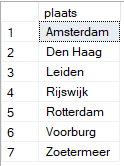 plaats
1 Amsterdam
2 Den Haag
3 Leiden
4 Rijswijk
5 Rotterdam
6 Voorburg
7 Zoetermeer